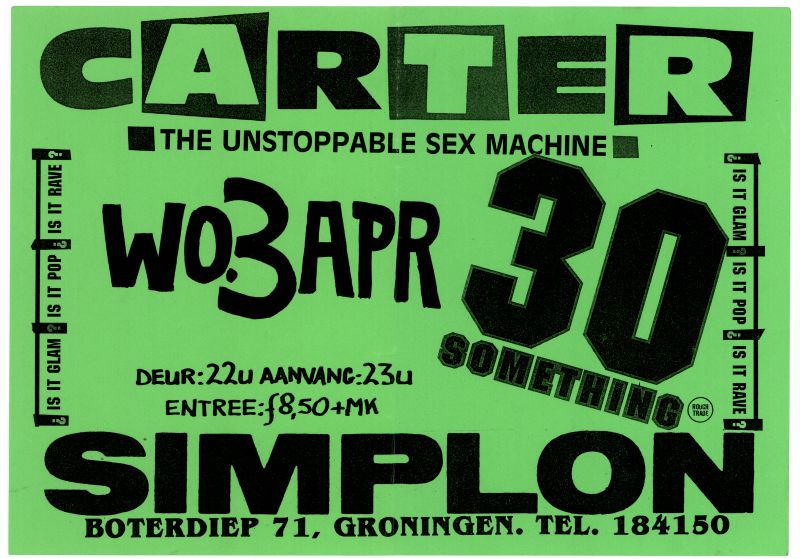 CARTER
THE UNSTOPPABLE SEX MACHINE
WO.3 APR
30
SOMETHING
ROUGH
TRADE
IS IT GLAM ? IS IT POP ? IS IT RAVE ?
? IS IT GLAM ? IS IT POP ? IS IT RAVE ?
DEUR: 22U AANVANG: 23U
ENTREE: ƒ8,50+MK
SIMPLON
BOTERDIEP 71, GRONINGEN. TEL. 184150